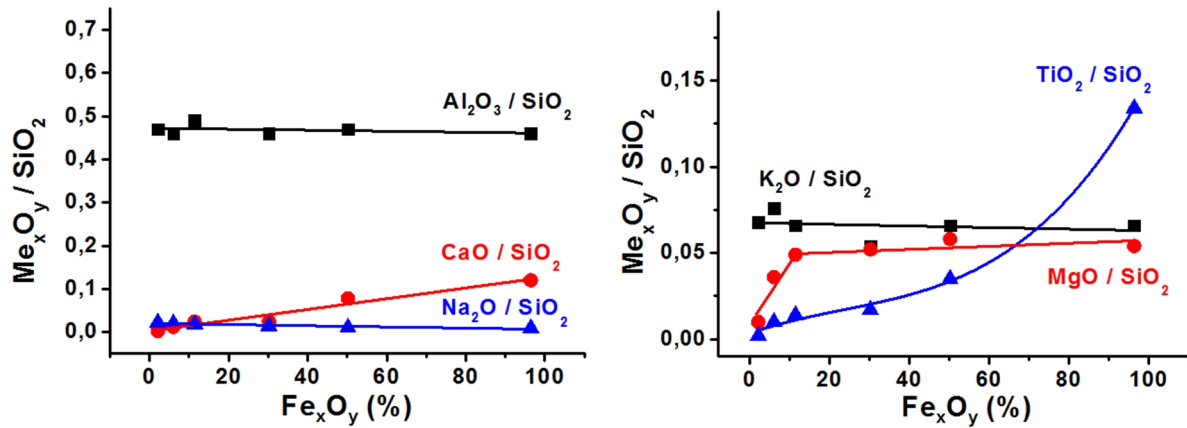 Me<sub>x</sub>O<sub>y</sub> / SiO<sub>2</sub>
0,7
0,6
0,5
0,4
0,3
0,2
0,1
0,0
Al<sub>2</sub>O<sub>3</sub> / SiO<sub>2</sub>
CaO / SiO<sub>2</sub>
Na<sub>2</sub>O / SiO<sub>2</sub>
0 20 40 60 80 100
Fe<sub>x</sub>O<sub>y</sub> (%)
Me<sub>x</sub>O<sub>y</sub> / SiO<sub>2</sub>
0,15
0,10
0,05
0,00
TiO<sub>2</sub> / SiO<sub>2</sub>
K<sub>2</sub>O / SiO<sub>2</sub>
MgO / SiO<sub>2</sub>
0 20 40 60 80 100
Fe<sub>x</sub>O<sub>y</sub> (%)